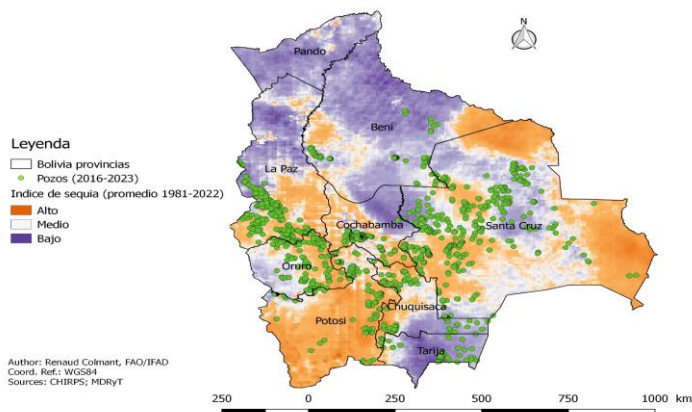 N
Pando
Beni
La Paz
Cochabamba
Santa Cruz
Oruro
Chuquisaca
Potosi
Tarija
Leyenda
Bolivia provincias
Pozos (2016-2023)
Indice de sequia (promedio 1981-2022)
Alto
Medio
Bajo
Author: Renaud Colmant, FAO/IFAD
Coord. Ref.: WGS84
Sources: CHIRPS; MDRyT
250 0 250 500 750 1000 km